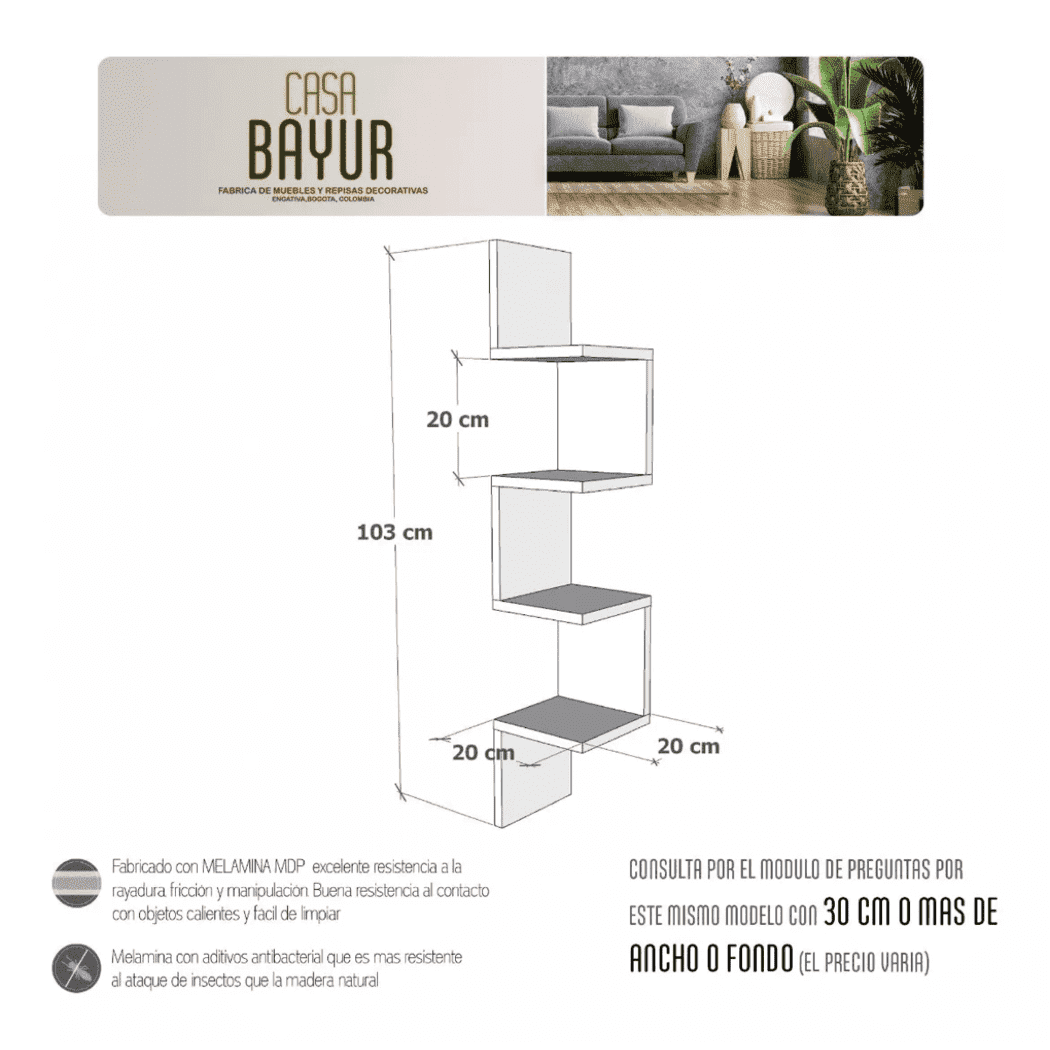 CASA
BAYUR
FABRICA DE MUEBLES Y REPISAS DECORATIVAS
ENGATIVA,BOGOTA, COLOMBIA
20 cm
103 cm
20 cm
20 cm
Fabricado con MELAMINA MDP excelente resistencia a la
rayadura, fricción y manipulación. Buena resistencia al contacto
con objetos calientes y facil de limpiar
Melamina con aditivos antibacterial que es mas resistente
al ataque de insectos que la madera natural
CONSULTA POR EL MODULO DE PREGUNTAS POR
ESTE MISMO MODELO CON 30 CM O MAS DE
ANCHO O FONDO (EL PRECIO VARIA)